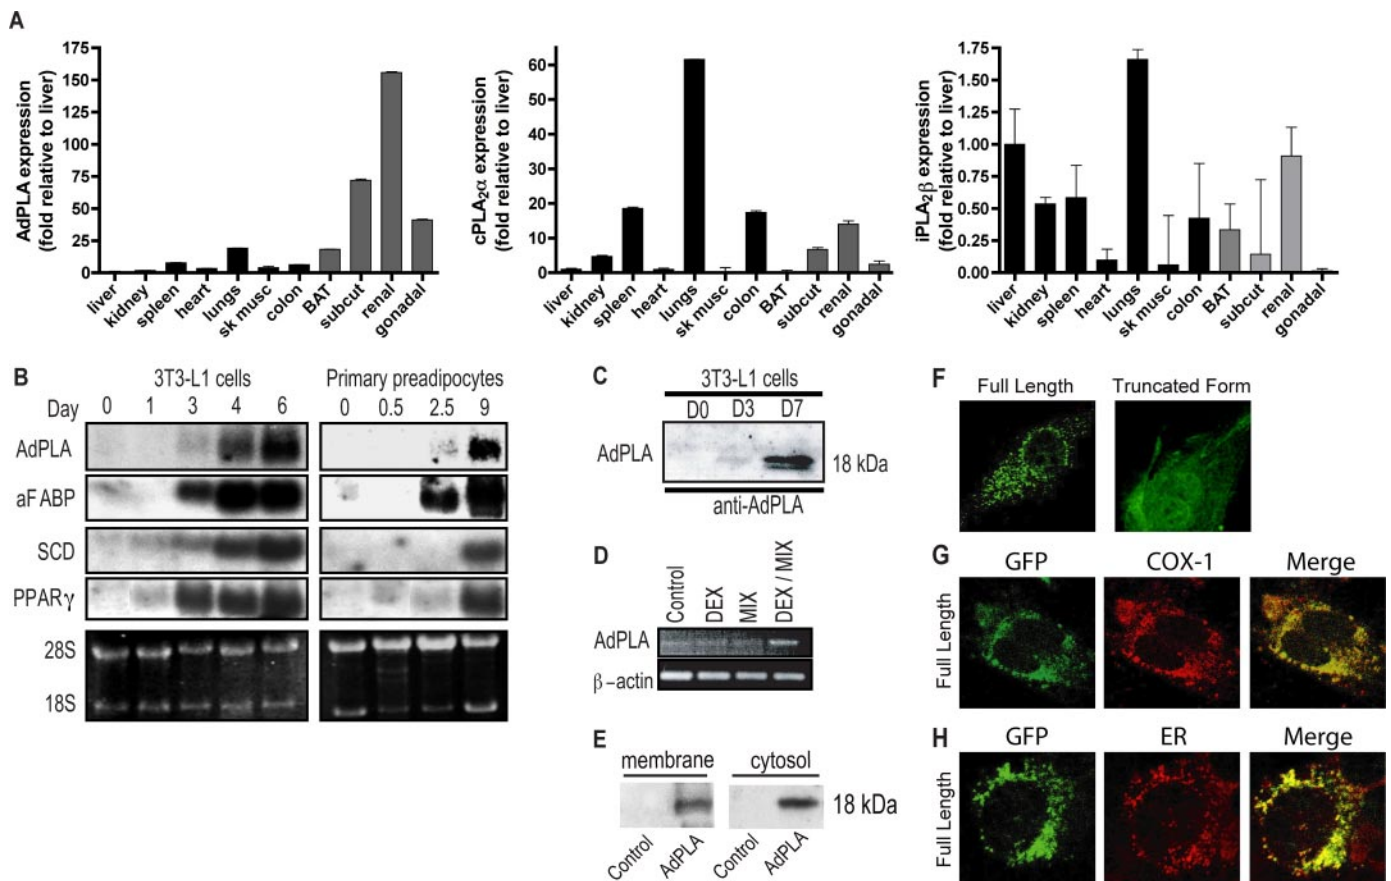 A
AdPLA expression
(fold relative to liver)
175
150
125
100
75
50
25
0
liver
kidney
spleen
heart
lungs
sk musc
colon
BAT
subcut
renal
gonadal
cPLA₂α expression
(fold relative to liver)
60
50
40
30
20
10
0
liver
kidney
spleen
heart
lungs
sk musc
colon
BAT
subcut
renal
gonadal
iPLA₂β expression
(fold relative to liver)
1.75
1.50
1.25
1.00
0.75
0.50
0.25
0.00
liver
kidney
spleen
heart
lungs
sk musc
colon
BAT
subcut
renal
gonadal
B
3T3-L1 cells
Primary preadipocytes
Day 0 1 3 4 6 0 0.5 2.5 9
AdPLA
aFABP
SCD
PPARγ
28S
18S
C
3T3-L1 cells
D0 D3 D7
AdPLA
18 kDa
anti-AdPLA
D
Control
DEX
MIX
DEX / MIX
AdPLA
β-actin
E
membrane
cytosol
18 kDa
Control
AdPLA
Control
AdPLA
F
Full Length
Truncated Form
G
GFP
COX-1
Merge
Full Length
H
GFP
ER
Merge
Full Length